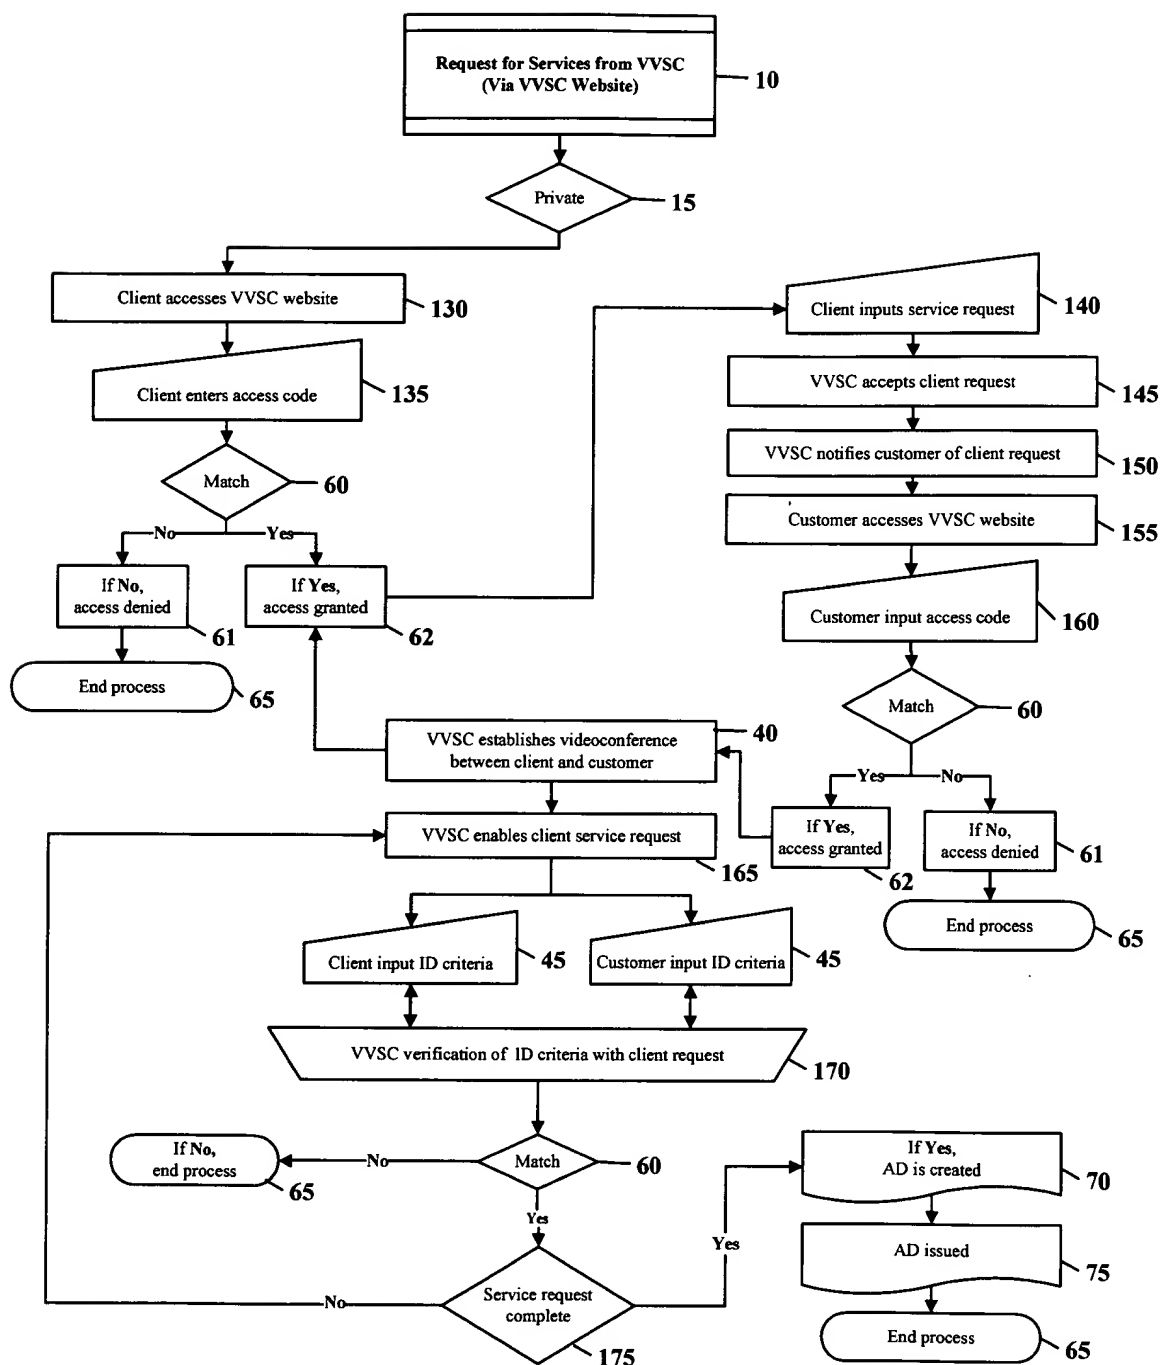 Request for Services from VVSC
(Via VVSC Website)
10
Private
15
Client accesses VVSC website
130
Client enters access code
135
Match
60
No
Yes
If No,
access denied
61
If Yes,
access granted
62
End process
65
Client inputs service request
140
VVSC accepts client request
145
VVSC notifies customer of client request
150
Customer accesses VVSC website
155
Customer input access code
160
Match
60
Yes
No
If Yes,
access granted
62
If No,
access denied
61
End process
65
VVSC establishes videoconference
between client and customer
40
VVSC enables client service request
165
Client input ID criteria
45
Customer input ID criteria
45
VVSC verification of ID criteria with client request
170
Match
60
No
If No,
end process
65
Yes
Service request
complete
175
No
Yes
If Yes,
AD is created
70
AD issued
75
End process
65